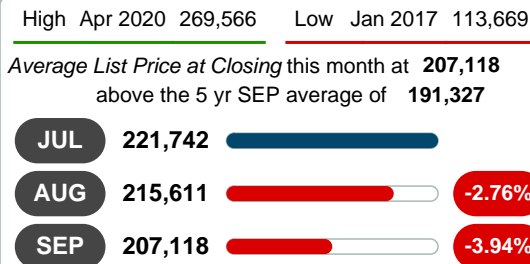 High Apr 2020 269,566 Low Jan 2017 113,669
Average List Price at Closing this month at 207,118
above the 5 yr SEP average of 191,327
JUL 221,742
AUG 215,611 -2.76%
SEP 207,118 -3.94%